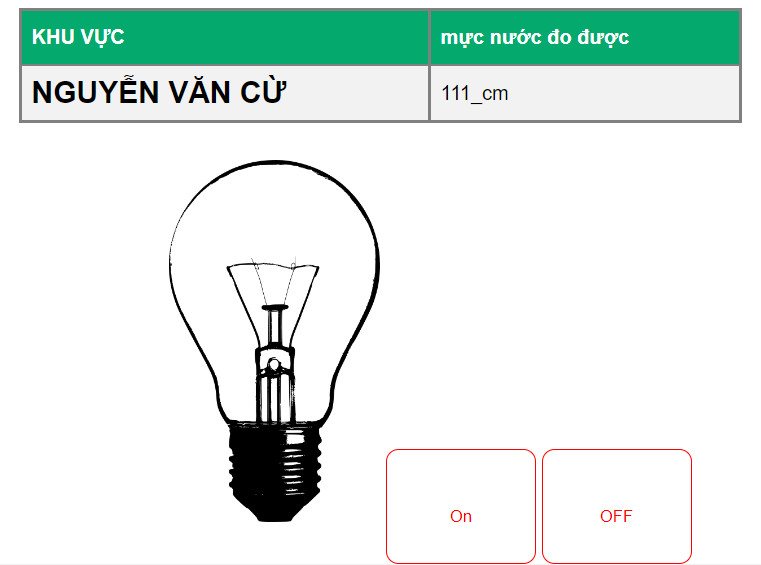 KHU VỰC mực nước đo được
NGUYỄN VĂN CỪ 111_cm
On OFF